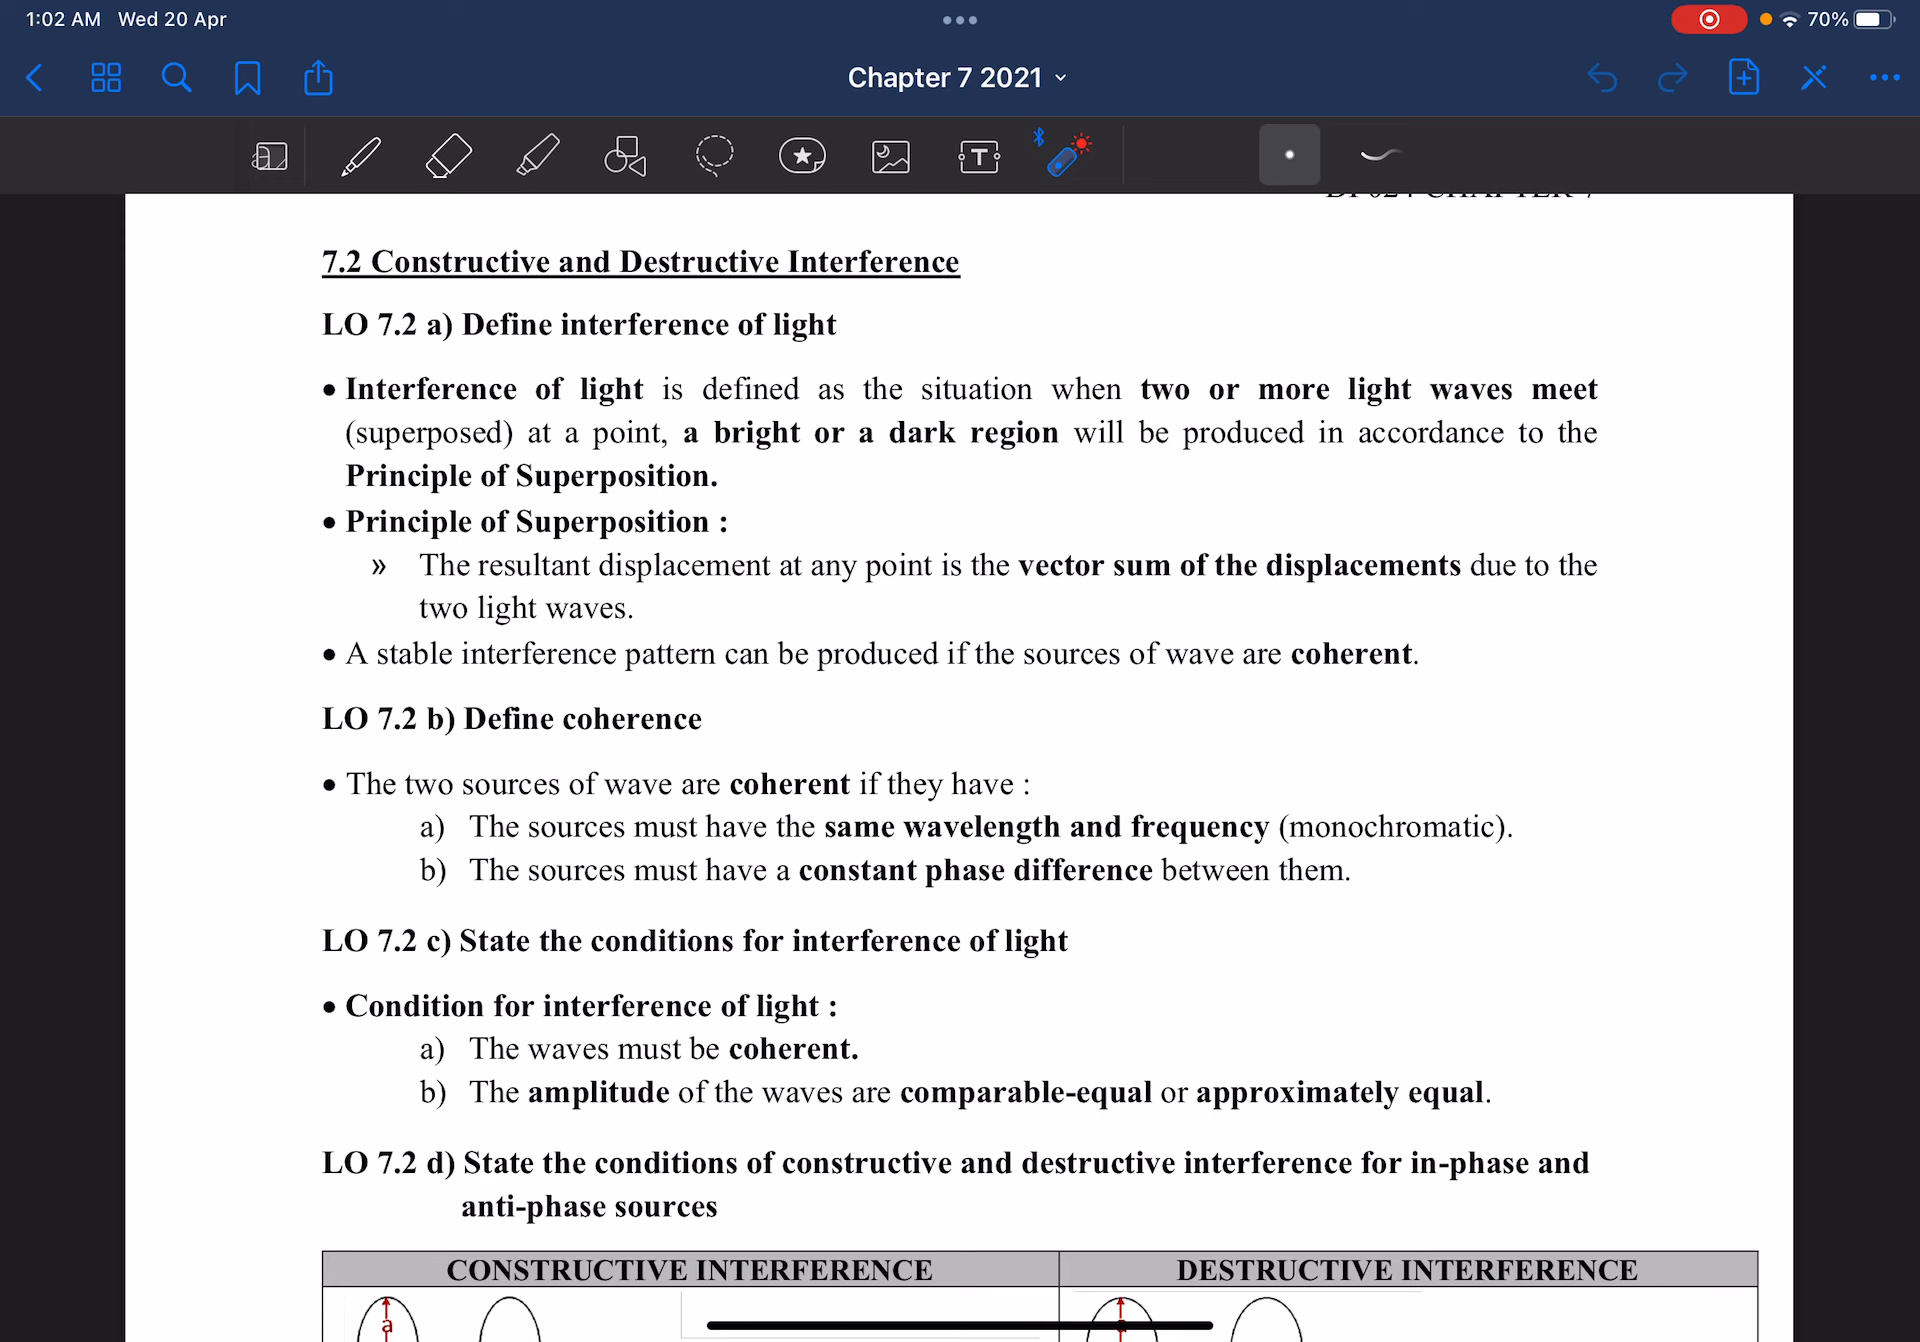 1:02 AM Wed 20 Apr
70%
Chapter 7 2021
7.2 Constructive and Destructive Interference
LO 7.2 a) Define interference of light
• Interference of light is defined as the situation when two or more light waves meet
(superposed) at a point, a bright or a dark region will be produced in accordance to the
Principle of Superposition.
• Principle of Superposition :
» The resultant displacement at any point is the vector sum of the displacements due to the
two light waves.
• A stable interference pattern can be produced if the sources of wave are coherent.
LO 7.2 b) Define coherence
• The two sources of wave are coherent if they have :
a) The sources must have the same wavelength and frequency (monochromatic).
b) The sources must have a constant phase difference between them.
LO 7.2 c) State the conditions for interference of light
• Condition for interference of light :
a) The waves must be coherent.
b) The amplitude of the waves are comparable-equal or approximately equal.
LO 7.2 d) State the conditions of constructive and destructive interference for in-phase and
anti-phase sources
CONSTRUCTIVE INTERFERENCE DESTRUCTIVE INTERFERENCE
a